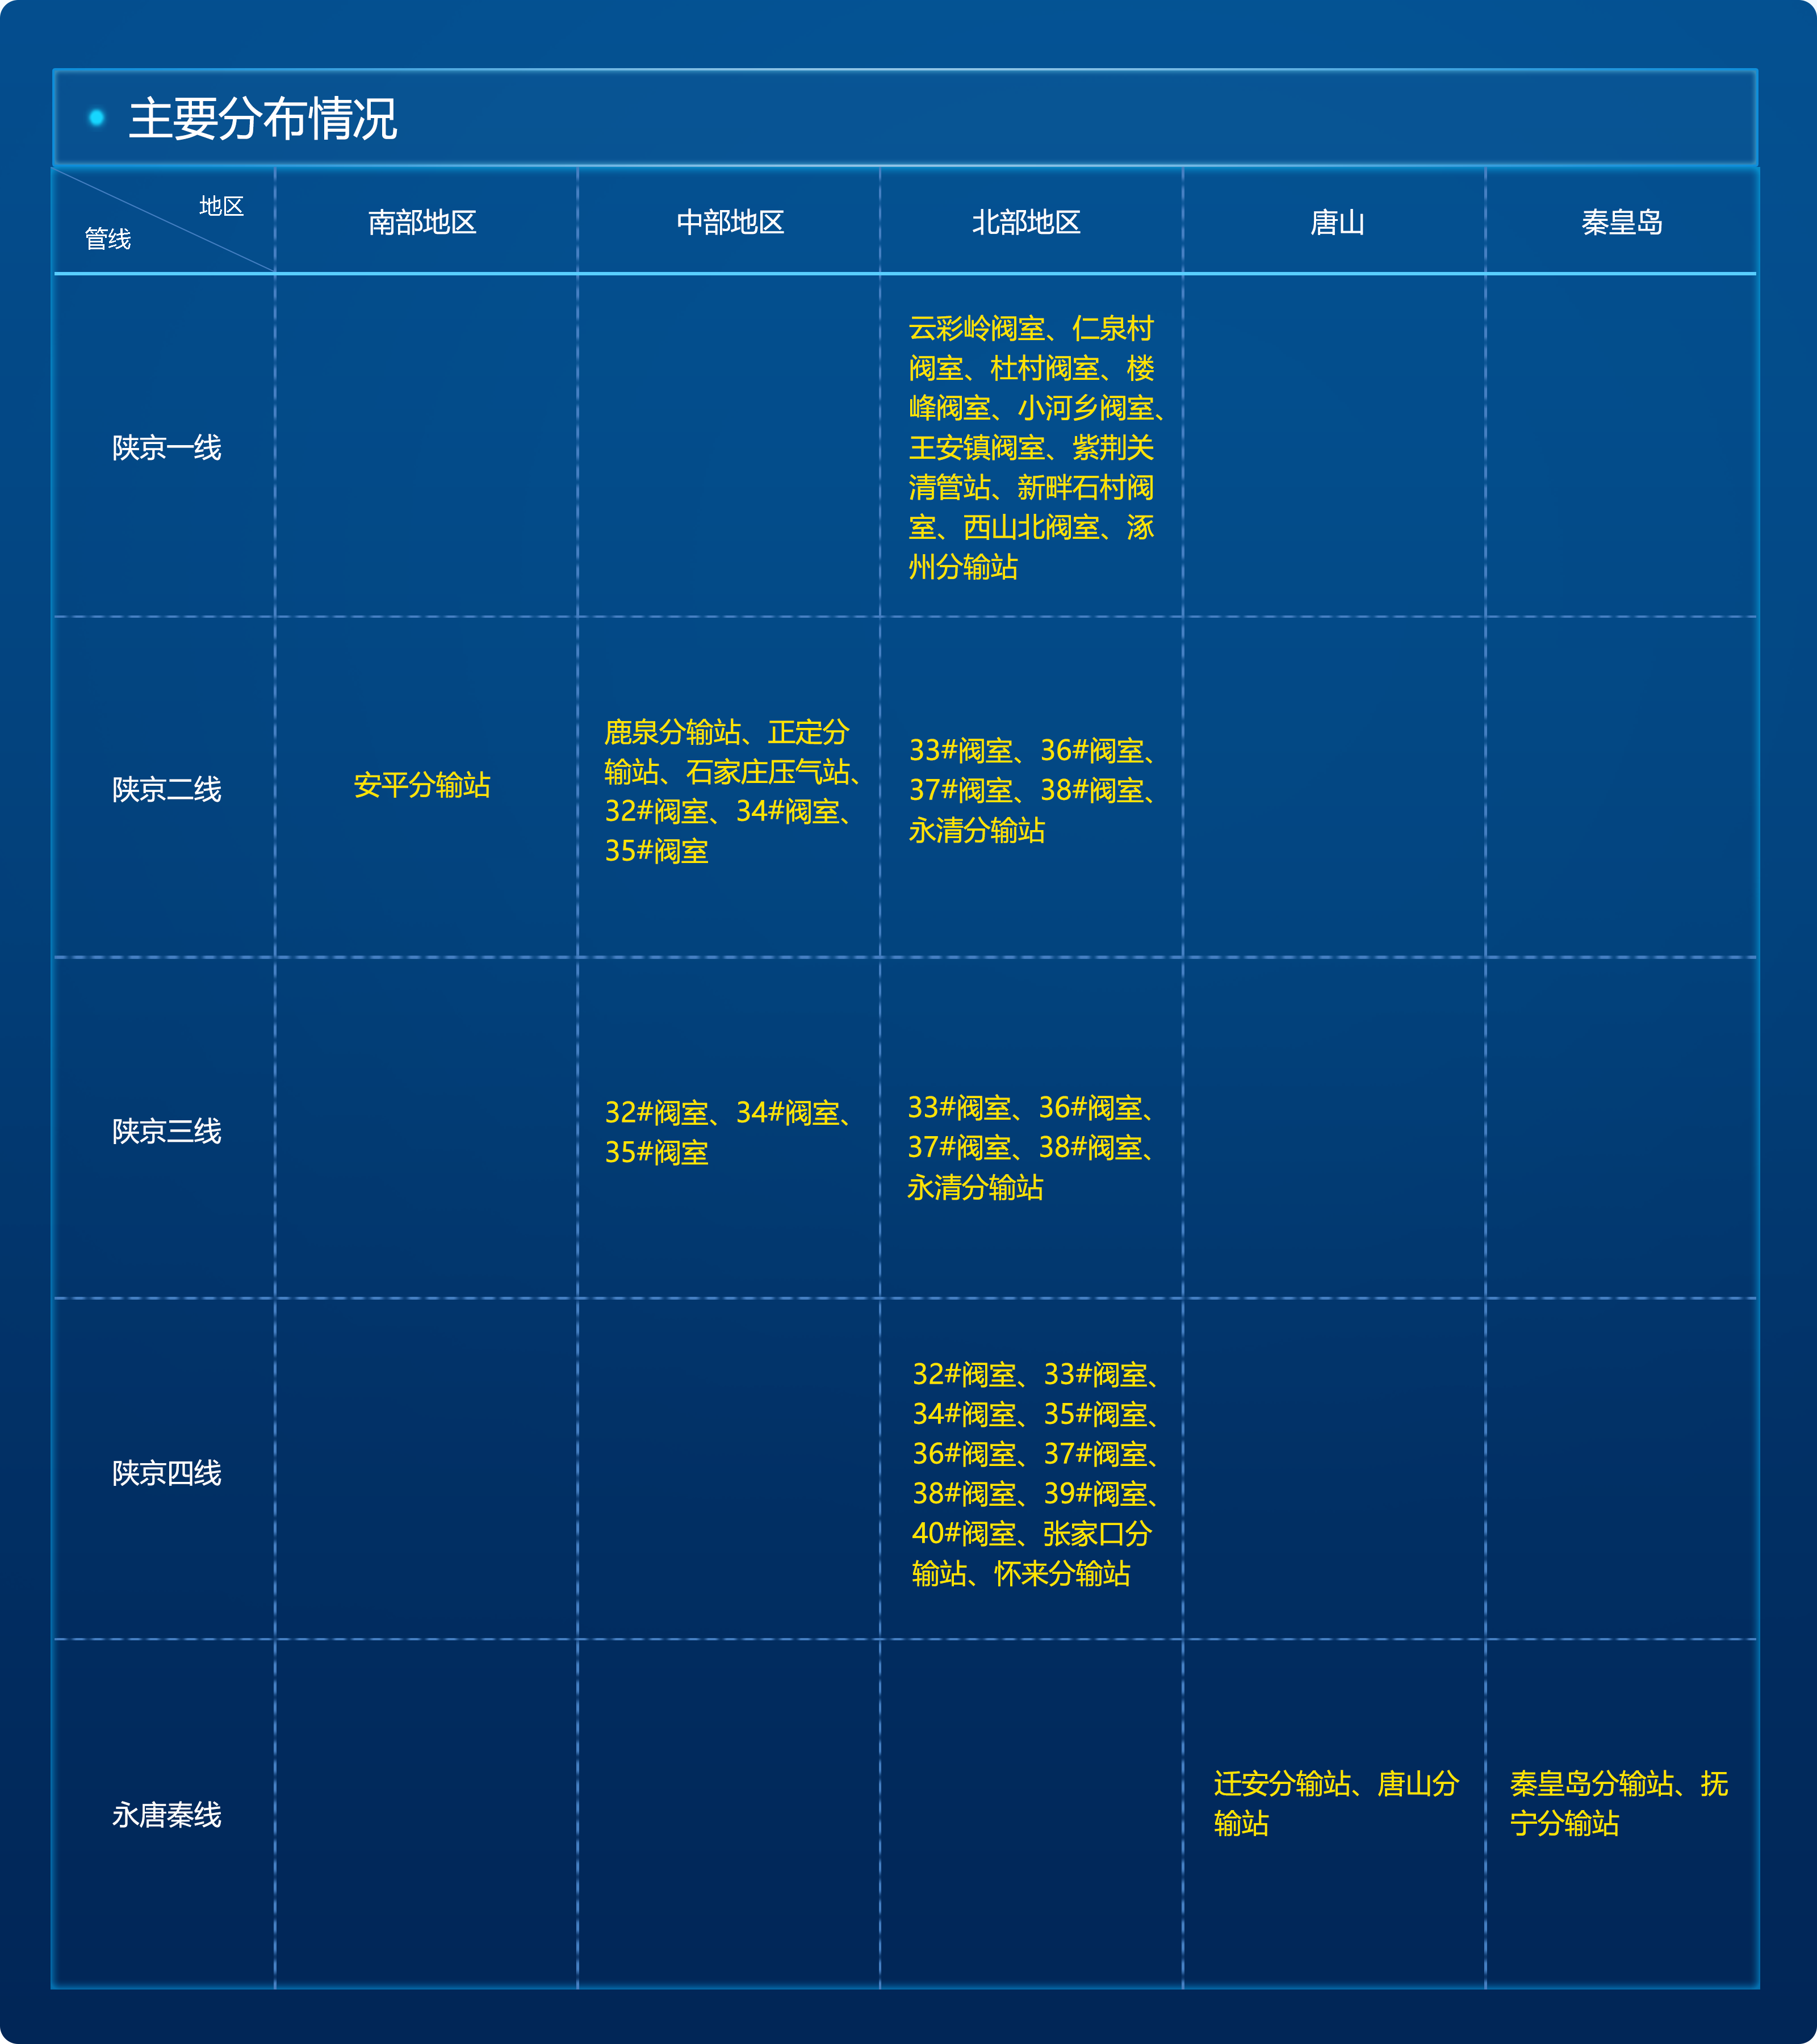 主要分布情况
地区
管线
南部地区
中部地区
北部地区
唐山
秦皇岛
陕京一线
云彩岭阀室、仁泉村
阀室、杜村阀室、楼
峰阀室、小河乡阀室、
王安镇阀室、紫荆关
清管站、新畔石村阀
室、西山北阀室、涿
州分输站
陕京二线
安平分输站
鹿泉分输站、正定分
输站、石家庄压气站、
32#阀室、34#阀室、
35#阀室
33#阀室、36#阀室、
37#阀室、38#阀室、
永清分输站
陕京三线
32#阀室、34#阀室、
35#阀室
33#阀室、36#阀室、
37#阀室、38#阀室、
永清分输站
陕京四线
32#阀室、33#阀室、
34#阀室、35#阀室、
36#阀室、37#阀室、
38#阀室、39#阀室、
40#阀室、张家口分
输站、怀来分输站
永唐秦线
迁安分输站、唐山分
输站
秦皇岛分输站、抚
宁分输站